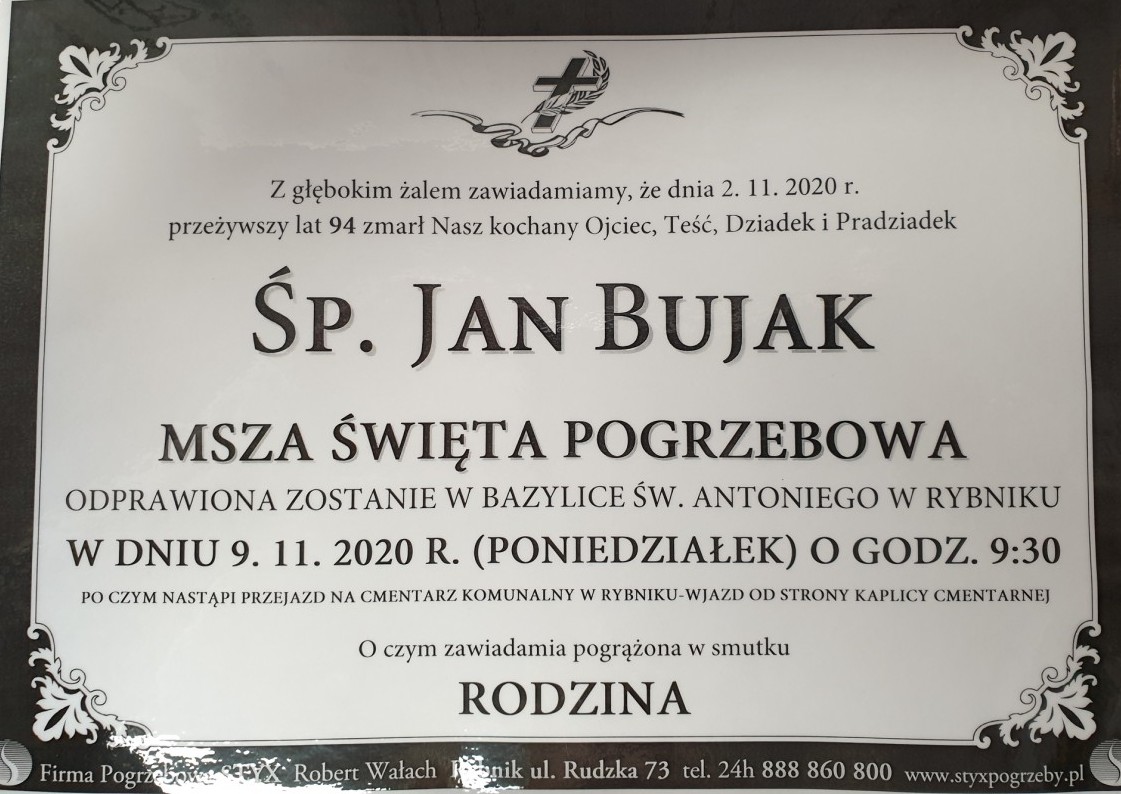 Z głębokim żalem zawiadamiamy, że dnia 2. 11. 2020 r.
przeżywszy lat 94 zmarł Nasz kochany Ojciec, Teść, Dziadek i Pradziadek
Śp. Jan Bujak
MSZA ŚWIĘTA POGRZEBOWA
ODPRAWIONA ZOSTANIE W BAZYLICE ŚW. ANTONIEGO W RYBNIKU
W DNIU 9. 11. 2020 R. (PONIEDZIAŁEK) O GODZ. 9:30
PO CZYM NASTĄPI PRZEJAZD NA CMENTARZ KOMUNALNY W RYBNIKU-WJAZD OD STRONY KAPLICY CMENTARNEJ
O czym zawiadamia pogrążona w smutku
RODZINA
Firma STYX Robert Wałach ul. Rudzka 73 tel. 24h 888 860 800 www.styxpogrzeby.pl